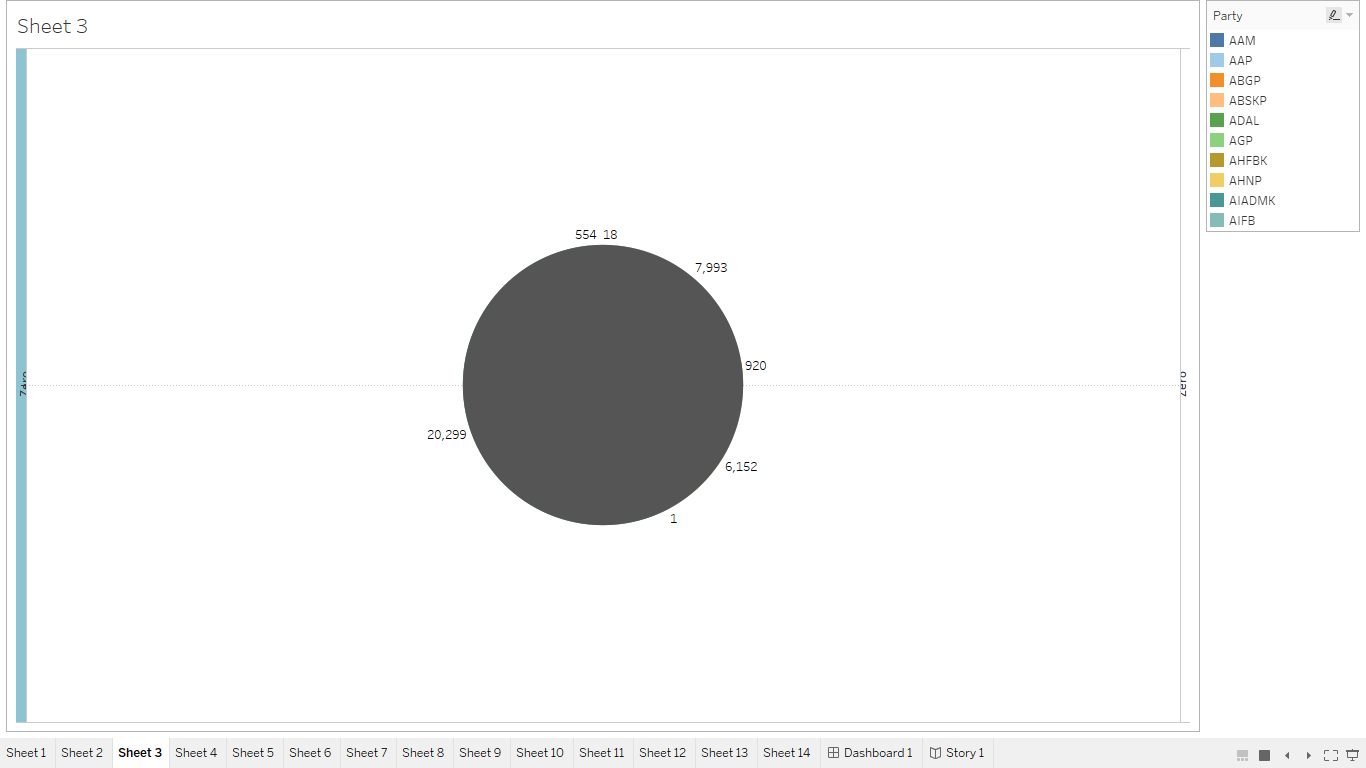 Sheet 3
Party
AAM
AAP
ABGP
ABSKP
ADAL
AGP
AHFBK
AHNP
AIADMK
AIFB
554 18
7,993
920
20,299
6,152
1
Sheet 1 Sheet 2 Sheet 3 Sheet 4 Sheet 5 Sheet 6 Sheet 7 Sheet 8 Sheet 9 Sheet 10 Sheet 11 Sheet 12 Sheet 13 Sheet 14 Dashboard 1 Story 1